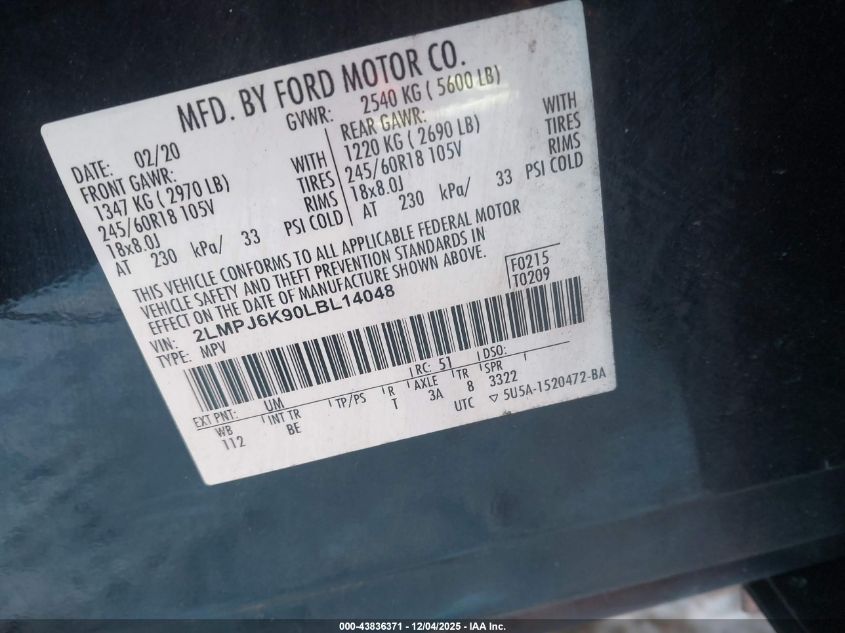 MFD. BY FORD MOTOR CO.
DATE: 02/20
GVWR: 2540 KG ( 5600 LB)
FRONT GAWR:
1347 KG ( 2970 LB) WITH
245/60R18 105V TIRES
18x8.0J RIMS
AT 230 kPa/ 33 PSI COLD
REAR GAWR:
1220 KG ( 2690 LB) WITH
245/60R18 105V TIRES
18x8.0J RIMS
AT 230 kPa/ 33 PSI COLD
THIS VEHICLE CONFORMS TO ALL APPLICABLE FEDERAL MOTOR
VEHICLE SAFETY AND THEFT PREVENTION STANDARDS IN
EFFECT ON THE DATE OF MANUFACTURE SHOWN ABOVE.
VIN: 2LMPJ6K90LBL14048
F0215
T0209
TYPE: MPV
EXT PNT: UM RC: 51 DSO:
WB INT TR TP/PS R AXLE TR SPR
112 BE T 3A 8 3322
UTC ▽ 5U5A-1520472-BA
000-43836371 - 12/04/2025 - IAA Inc.